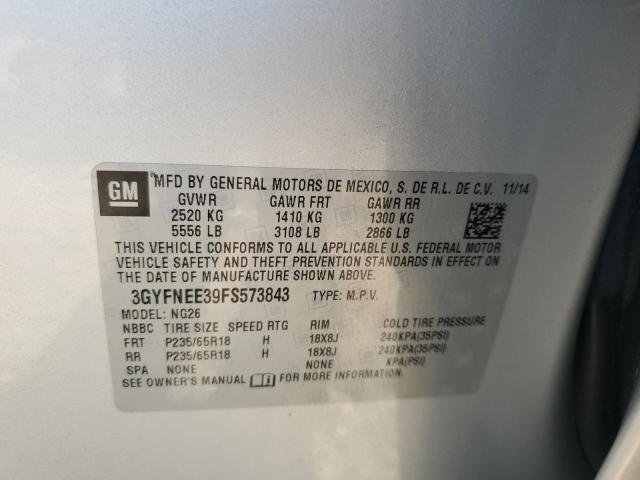 GM
"MFD BY GENERAL MOTORS DE MEXICO, S. DE R.L. DE C.V. 11/14
GVWR GAWR FRT GAWR RR
2520 KG 1410 KG 1300 KG
5556 LB 3108 LB 2866 LB
THIS VEHICLE CONFORMS TO ALL APPLICABLE U.S. FEDERAL MOTOR
VEHICLE SAFETY AND THEFT PREVENTION STANDARDS IN EFFECT ON
THE DATE OF MANUFACTURE SHOWN ABOVE.
3GYFNEE39FS573843 TYPE: M.P.V.
MODEL: NG26
NBBC TIRE SIZE SPEED RTG RIM COLD TIRE PRESSURE
FRT P235/65R18 H 18X8J 240KPA(35PSI)
RR P235/65R18 H 18X8J 240KPA(35PSI)
SPA NONE NONE KPA(PSI)
SEE OWNER'S MANUAL FOR MORE INFORMATION.